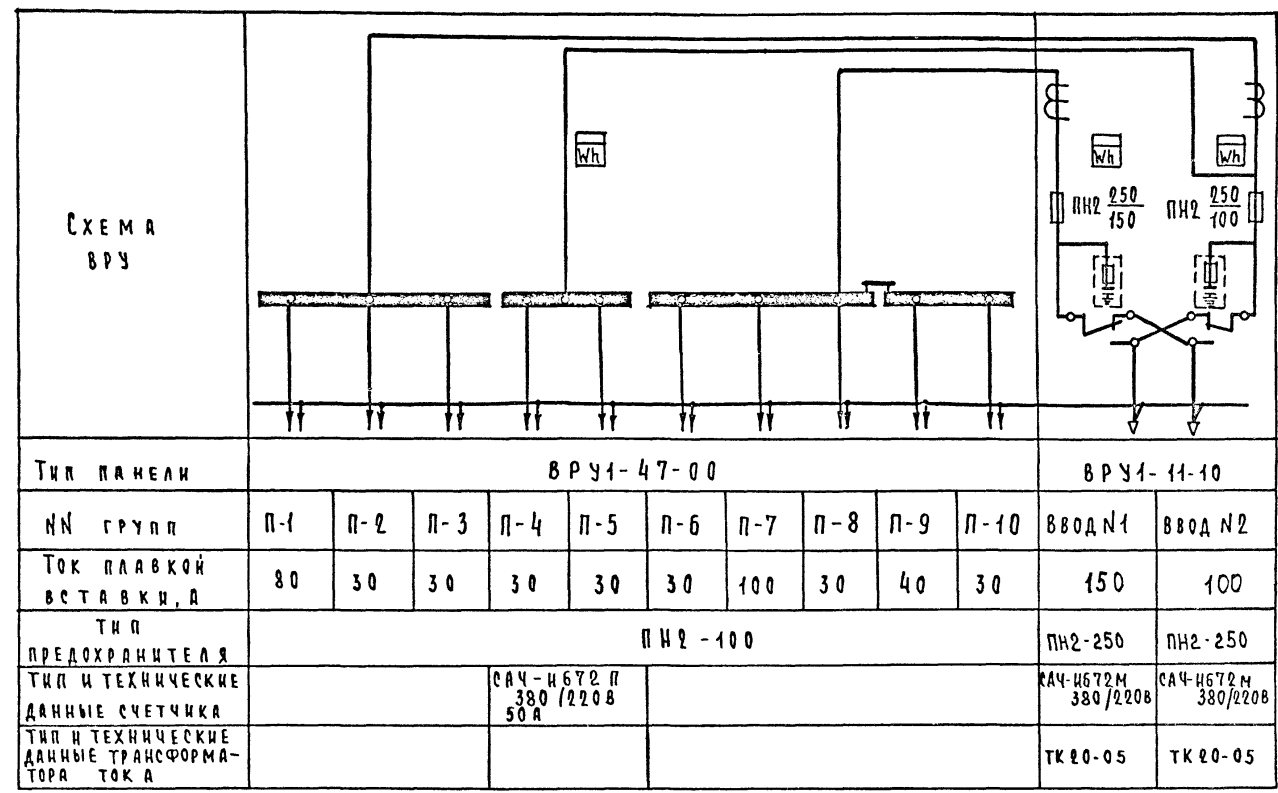 Схема
ВРУ
Wh
Wh
Wh
ПН2 250/150
ПН2 250/100
Тип панели
ВРУ1-47-00
ВРУ1-11-10
NN групп
П-1
П-2
П-3
П-4
П-5
П-6
П-7
П-8
П-9
П-10
ВВОД N1
ВВОД N2
Ток плавкой
вставки, А
80
30
30
30
30
30
100
30
40
30
150
100
Тип
предохранителя
ПН2-100
ПН2-250
ПН2-250
Тип и технические
данные счетчика
САЧ-И672 П
380/220В
50А
САЧ-И672М
380/220В
САЧ-И672М
380/220В
Тип и технические
данные трансформа-
тора тока
ТК20-05
ТК20-05